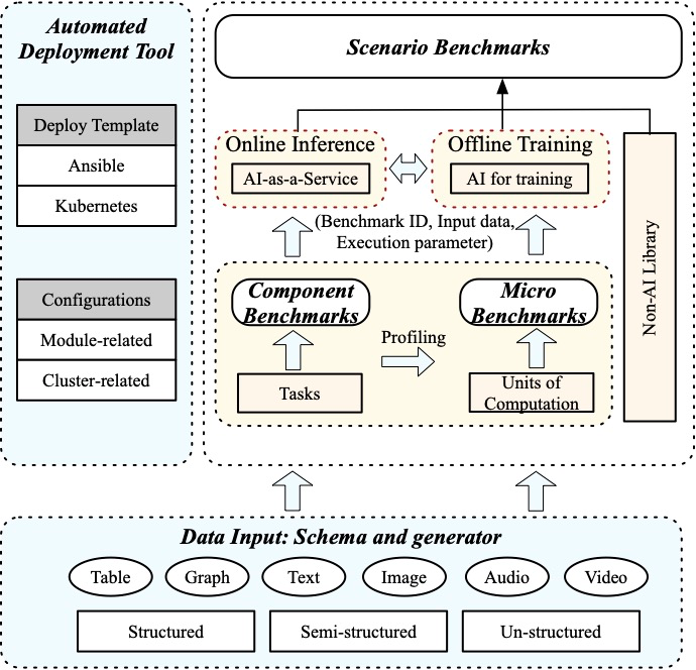 Automated
Deployment Tool
Deploy Template
Ansible
Kubernetes
Configurations
Module-related
Cluster-related
Scenario Benchmarks
Online Inference
AI-as-a-Service
Offline Training
AI for training
(Benchmark ID, Input data,
Execution parameter)
Component
Benchmarks
Micro
Benchmarks
Profiling
Tasks
Units of
Computation
Non-AI Library
Data Input: Schema and generator
Table
Graph
Text
Image
Audio
Video
Structured
Semi-structured
Un-structured